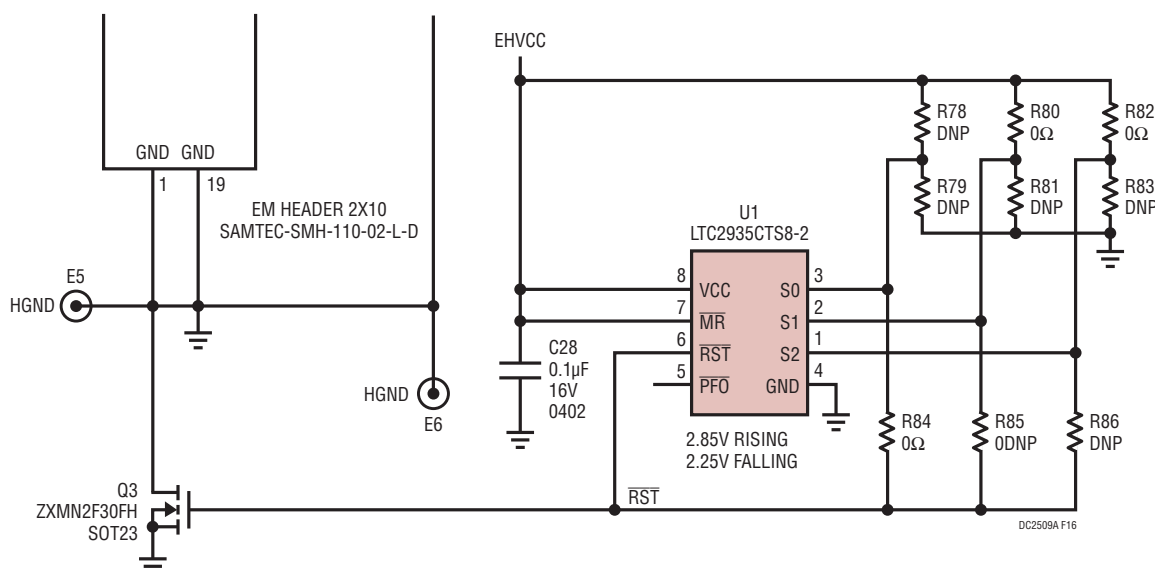 EHVCC
R78
DNP
R80
0Ω
R82
0Ω
GND GND
1
19
R79
DNP
R81
DNP
R83
DNP
EM HEADER 2X10
SAMTEC-SMH-110-02-L-D
U1
LTC2935CTS8-2
E5
HGND
8 VCC S0 3
7 MR S1 2
6 RST S2 1
5 PFO GND 4
C28
0.1µF
16V
0402
HGND
E6
2.85V RISING
2.25V FALLING
R84
0Ω
R85
0DNP
R86
DNP
Q3
ZXMN2F30FH
SOT23
RST
DC2509A F16